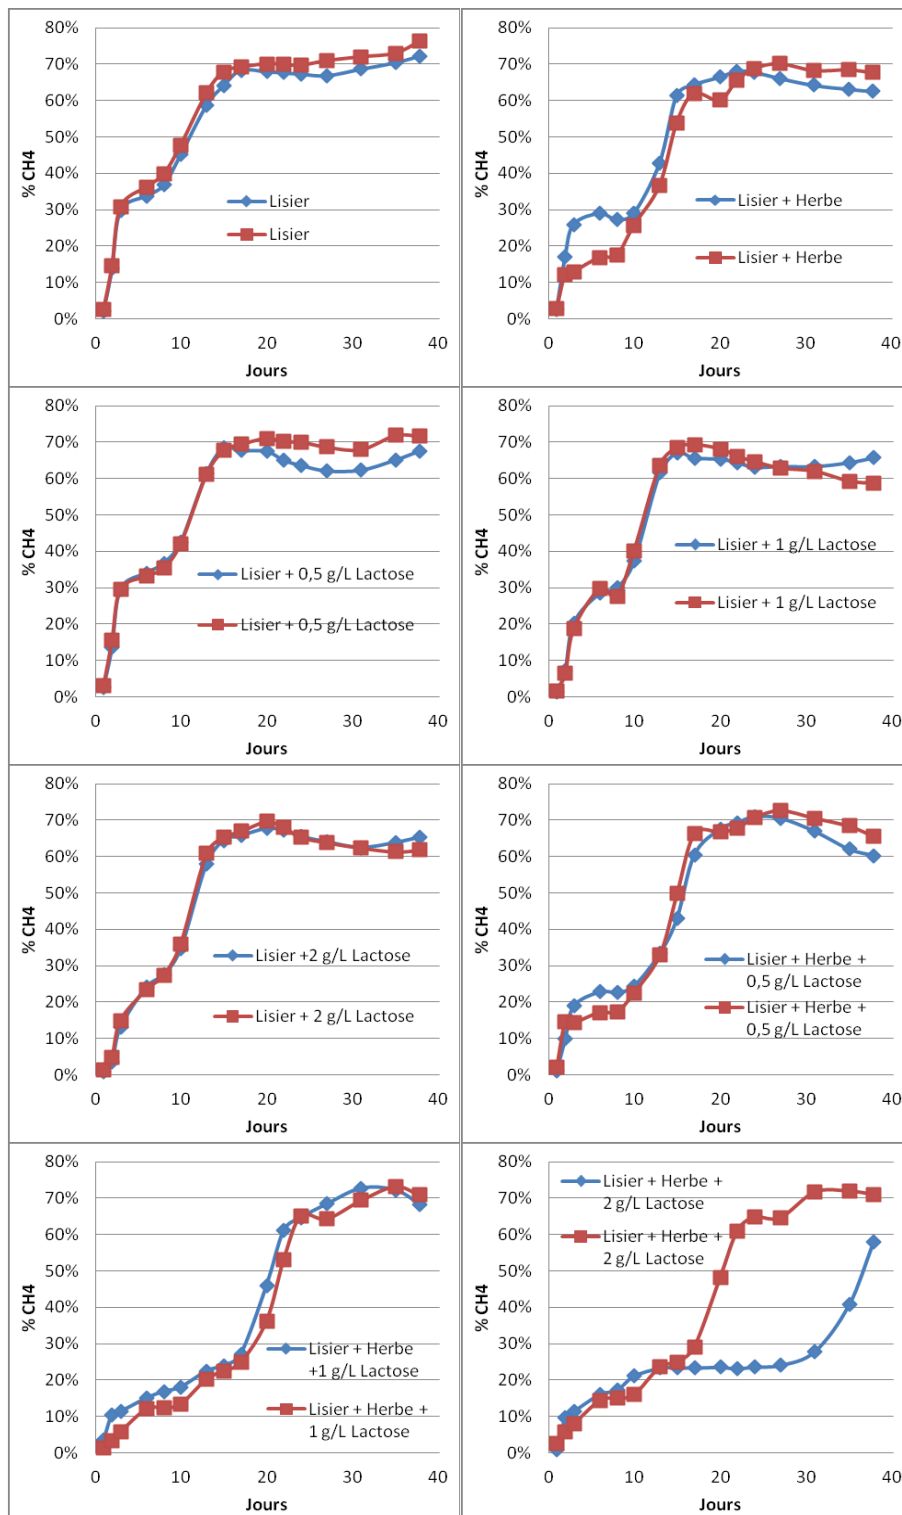 80%
70%
60%
50%
40%
30%
20%
10%
0%
% CH4
Lisier
Lisier
0 10 20 30 40
Jours
80%
70%
60%
50%
40%
30%
20%
10%
0%
% CH4
Lisier + Herbe
Lisier + Herbe
0 10 20 30 40
Jours
80%
70%
60%
50%
40%
30%
20%
10%
0%
% CH4
Lisier + 0,5 g/L Lactose
Lisier + 0,5 g/L Lactose
0 10 20 30 40
Jours
80%
70%
60%
50%
40%
30%
20%
10%
0%
% CH4
Lisier + 1 g/L Lactose
Lisier + 1 g/L Lactose
0 10 20 30 40
Jours
80%
70%
60%
50%
40%
30%
20%
10%
0%
% CH4
Lisier +2 g/L Lactose
Lisier + 2 g/L Lactose
0 10 20 30 40
Jours
80%
70%
60%
50%
40%
30%
20%
10%
0%
% CH4
Lisier + Herbe +
0,5 g/L Lactose
Lisier + Herbe +
0,5 g/L Lactose
0 10 20 30 40
Jours
80%
70%
60%
50%
40%
30%
20%
10%
0%
% CH4
Lisier + Herbe
+1 g/L Lactose
Lisier + Herbe +
1 g/L Lactose
0 10 20 30 40
Jours
80%
70%
60%
50%
40%
30%
20%
10%
0%
% CH4
Lisier + Herbe +
2 g/L Lactose
Lisier + Herbe +
2 g/L Lactose
0 10 20 30 40
Jours